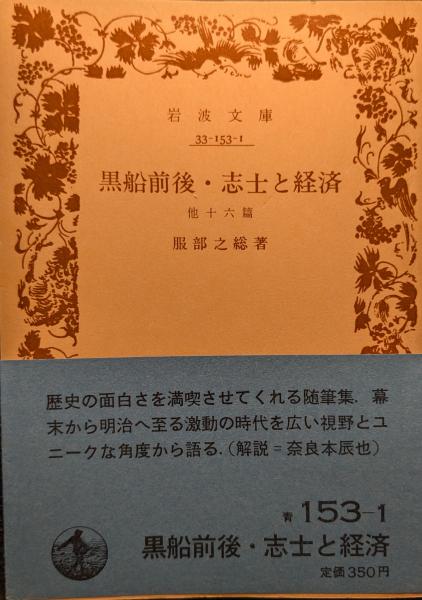 岩波文庫
33-153-1
黒船前後・志士と経済
他十六篇
服部之総著
歴史の面白さを満喫させてくれる随筆集. 幕
末から明治へ至る激動の時代を広い視野とユ
ニークな角度から語る.(解説=奈良本辰也)
青 153-1
黒船前後・志士と経済
定価350円